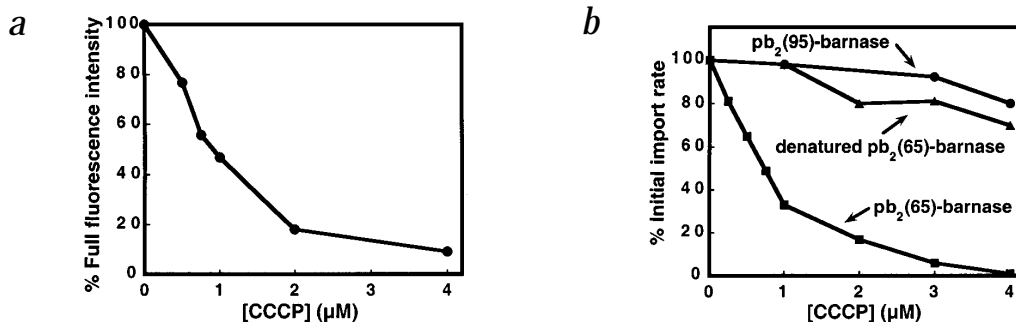 a
% Full fluorescence intensity
100
80
60
40
20
0
0
1
2
3
4
[CCCP] (µM)
b
% Initial import rate
100
80
60
40
20
0
0
1
2
3
4
[CCCP] (µM)
pb₂(95)-barnase
denatured pb₂(65)-barnase
pb₂(65)-barnase